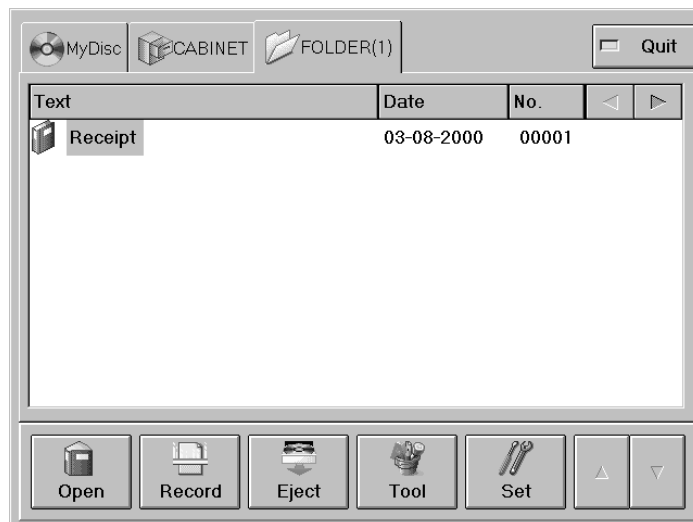 MyDisc CABINET FOLDER(1) Quit
Text Date No.
Receipt 03-08-2000 00001
Open Record Eject Tool Set